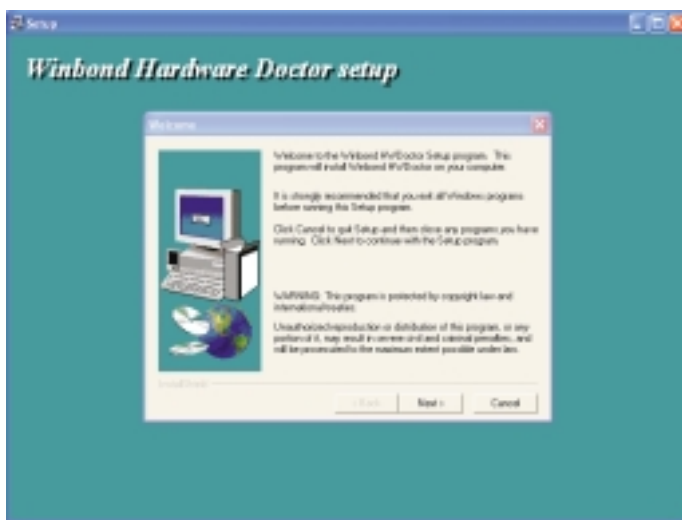 Setup
Winbond Hardware Doctor setup
Welcome
Welcome to the Winbond HWDoctor Setup program. This
program will install Winbond HWDoctor on your computer.
It is strongly recommended that you exit all Windows programs
before running this Setup program.
Click Cancel to quit Setup and then close any programs you have
running. Click Next to continue with the Setup program.
WARNING: This program is protected by copyright law and
international treaties.
Unauthorized reproduction or distribution of this program, or any
portion of it, may result in severe civil and criminal penalties, and
will be prosecuted to the maximum extent possible under law.
InstallShield
< Back
Next >
Cancel